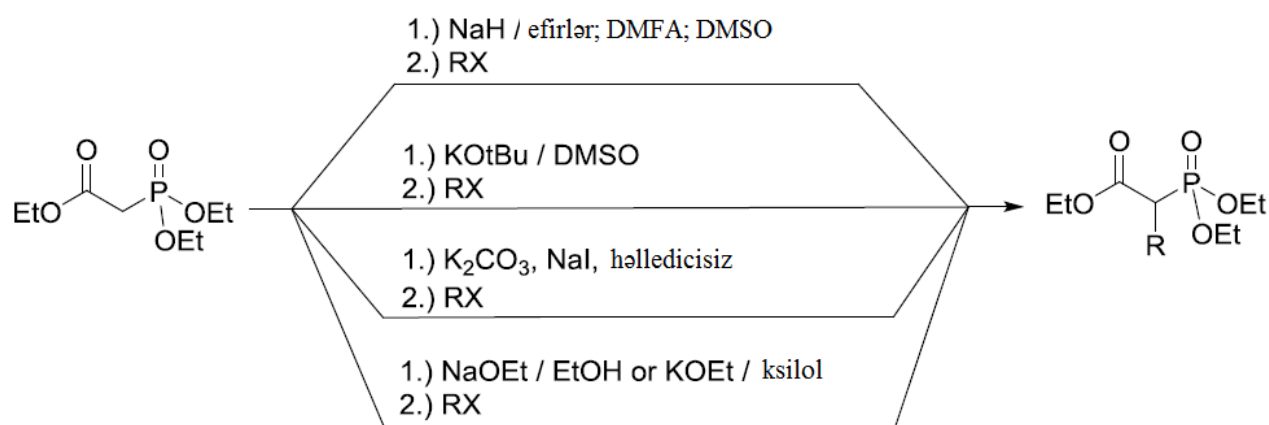 1.) NaH / efirlər; DMFA; DMSO
2.) RX
1.) KOtBu / DMSO
2.) RX
O O
EtO P OEt
OEt
O O
EtO P OEt
OEt
R
1.) K₂CO₃, NaI, həlledicisiz
2.) RX
1.) NaOEt / EtOH or KOEt / ksilol
2.) RX